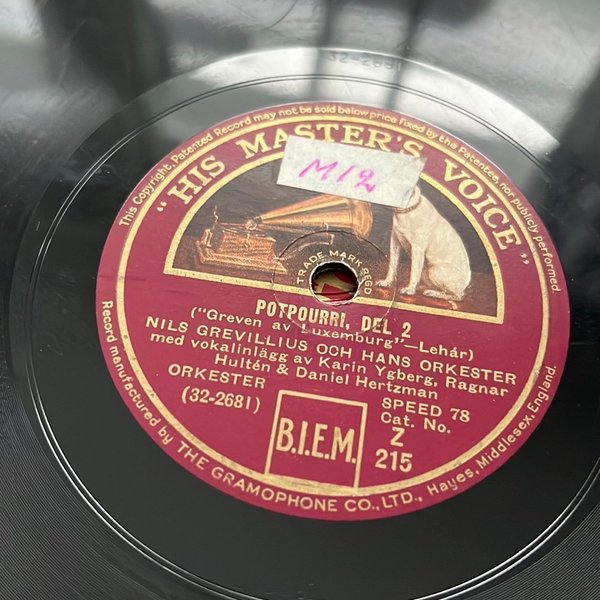 32-2681
This Copyright Patented Record may not be sold below price fixed by the Patentee, nor publicly performed.
"HIS MASTER'S VOICE"
M12
TRADE MARK REGD
POTPOURRI, DEL 2
("Greven av Luxemburg"—Lehár)
NILS GREVILLIUS OCH HANS ORKESTER
med vokalinlägg av Karin Ygberg, Ragnar
Hultén & Daniel Hertzman
ORKESTER
(32-2681)
SPEED 78
Cat. No.
Z
215
B.I.E.M.
Record manufactured by THE GRAMOPHONE CO., LTD., Hayes, Middlesex, England.